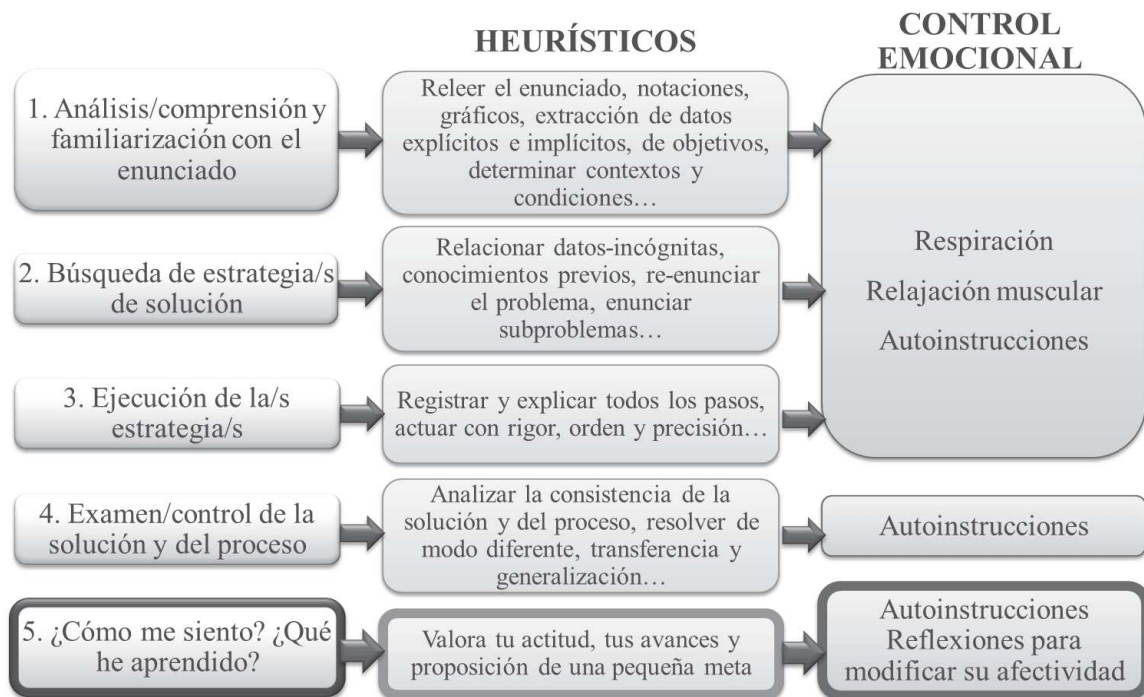 HEURÍSTICOS
CONTROL
EMOCIONAL
1. Análisis/comprensión y
familiarización con el
enunciado
Releer el enunciado, notaciones,
gráficos, extracción de datos
explícitos e implícitos, de objetivos,
determinar contextos y
condiciones…
Respiración
Relajación muscular
Autoinstrucciones
2. Búsqueda de estrategia/s
de solución
Relacionar datos-incógnitas,
conocimientos previos, re-enunciar
el problema, enunciar
subproblemas…
3. Ejecución de la/s
estrategia/s
Registrar y explicar todos los pasos,
actuar con rigor, orden y precisión…
4. Examen/control de la
solución y del proceso
Analizar la consistencia de la
solución y del proceso, resolver de
modo diferente, transferencia y
generalización…
Autoinstrucciones
5. ¿Cómo me siento? ¿Qué
he aprendido?
Valora tu actitud, tus avances y
proposición de una pequeña meta
Autoinstrucciones
Reflexiones para
modificar su afectividad